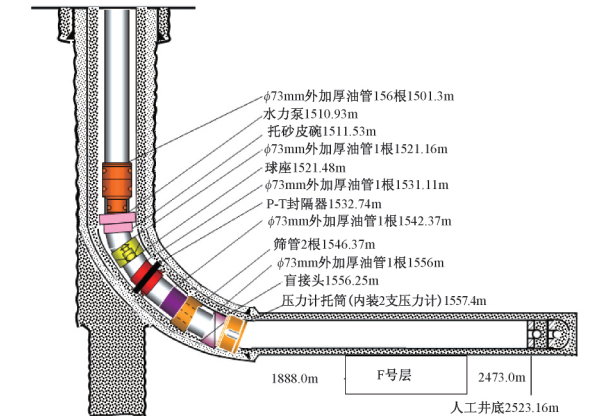 ϕ73mm外加厚油管156根1501.3m
水力泵1510.93m
托砂皮碗1511.53m
ϕ73mm外加厚油管1根1521.16m
球座1521.48m
ϕ73mm外加厚油管1根1531.11m
P-T封隔器1532.74m
ϕ73mm外加厚油管1根1542.37m
筛管2根1546.37m
ϕ73mm外加厚油管1根1556m
盲接头1556.25m
压力计托筒(内装2支压力计)1557.4m
1888.0m F号层 2473.0m
人工井底2523.16m